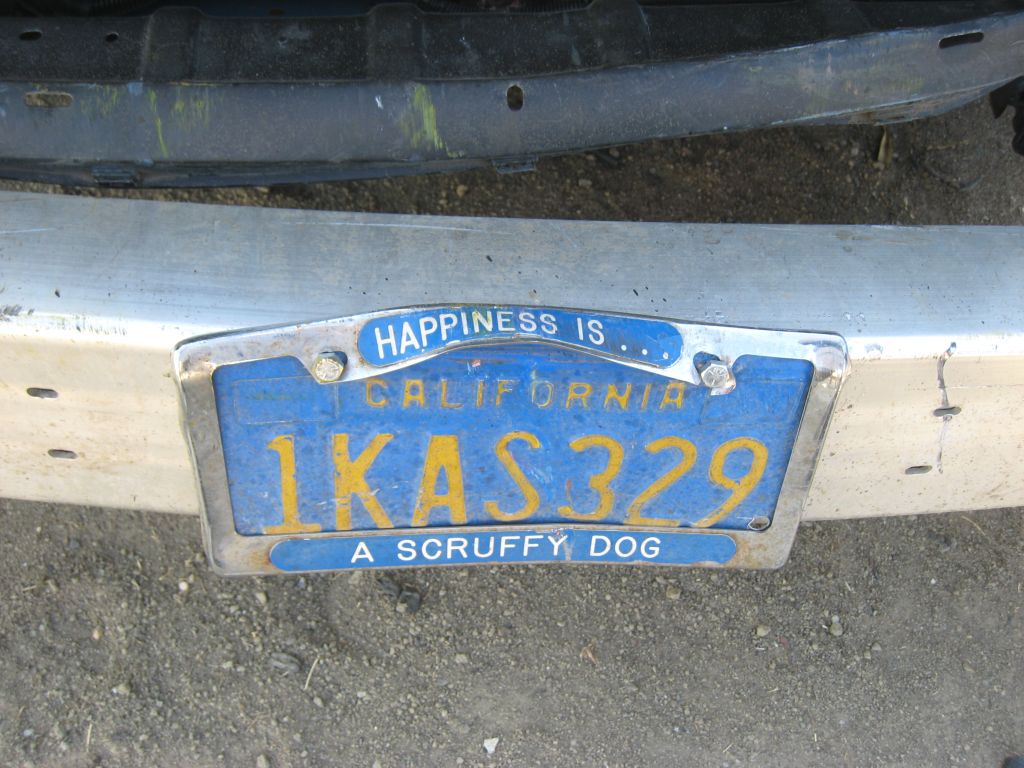 HAPPINESS IS . . .
CALIFORNIA
1KAS329
A SCRUFFY DOG